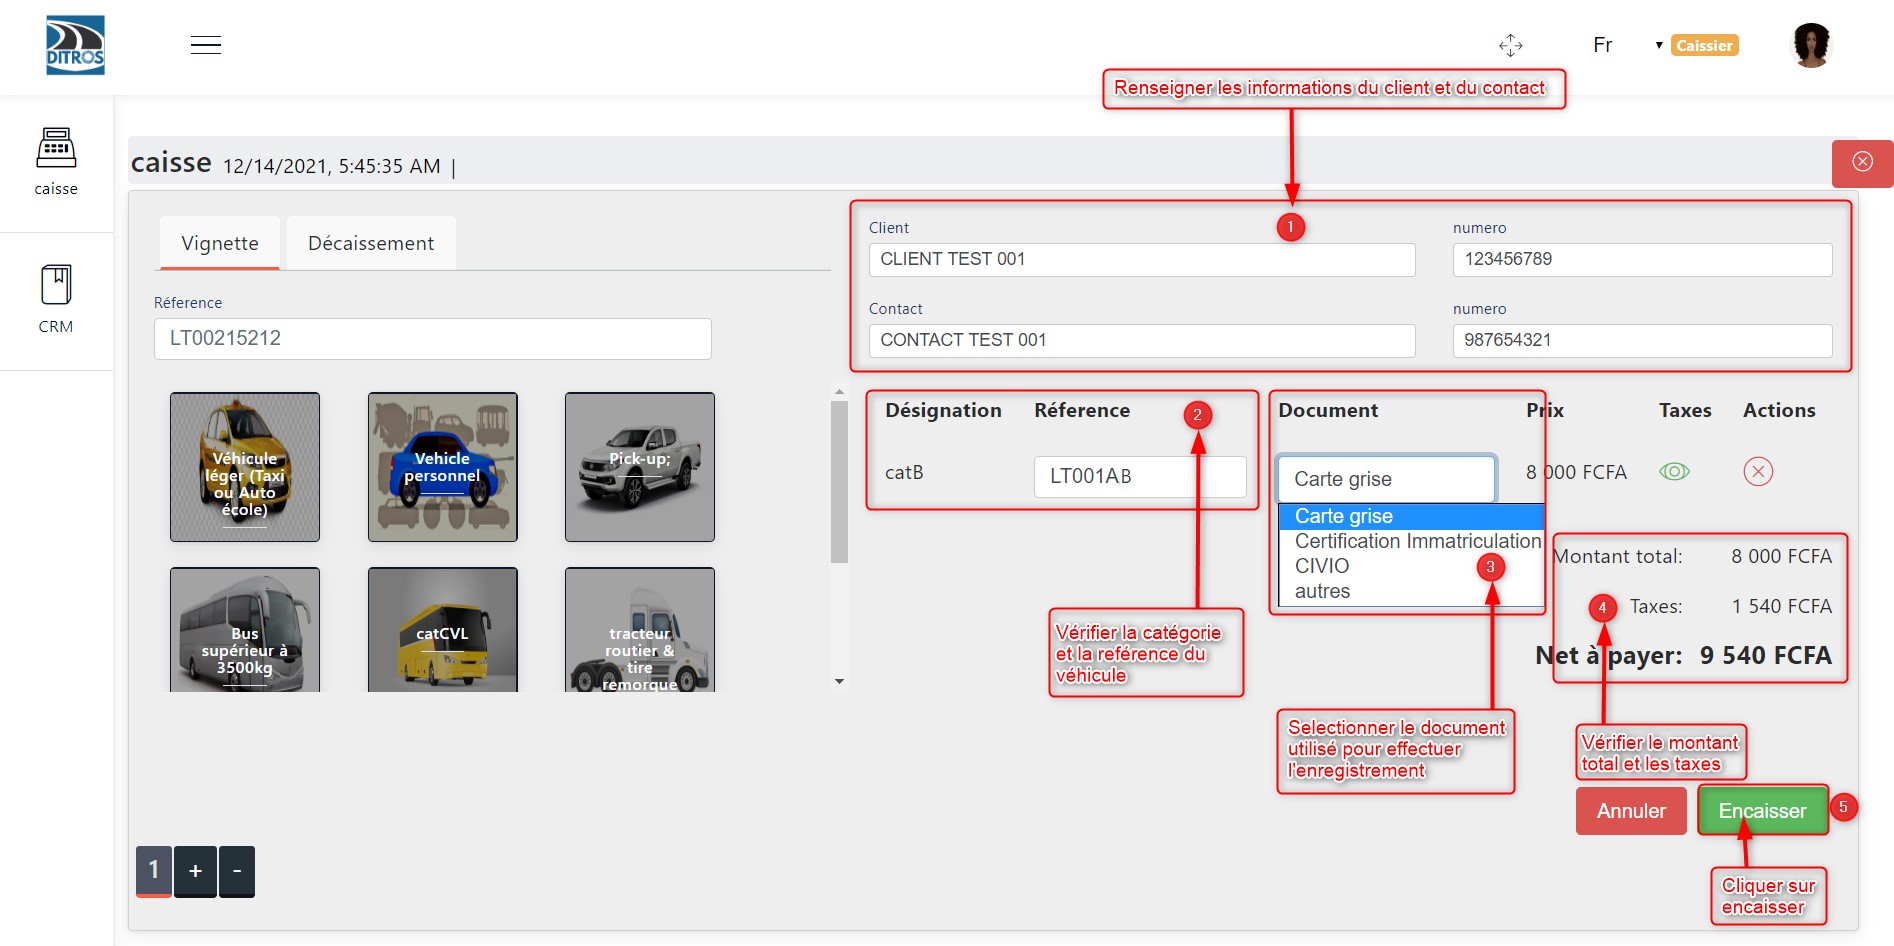 DITROS
Fr
Caissier
Renseigner les informations du client et du contact
caisse
CRM
caisse 12/14/2021, 5:45:35 AM |
Vignette
Décaissement
Réference
LT00215212
Véhicule
léger (Taxi
ou Auto
école)
Vehicle
personnel
Pick-up;
Bus
supérieur à
3500kg
catCVL
tracteur
routier &
tire
remorque
1
+
-
1
Client
numero
CLIENT TEST 001
123456789
Contact
numero
CONTACT TEST 001
987654321
Désignation
Réference
2
Document
Prix
Taxes
Actions
catB
LT001AB
Carte grise
8 000 FCFA
Carte grise
Certification Immatriculation
CIVIO
autres
3
Montant total:
8 000 FCFA
4
Taxes:
1 540 FCFA
Net à payer:
9 540 FCFA
Vérifier la catégorie
et la reférence du
véhicule
Selectionner le document
utilisé pour effectuer
l'enregistrement
Vérifier le montant
total et les taxes
Annuler
Encaisser
5
Cliquer sur
encaisser